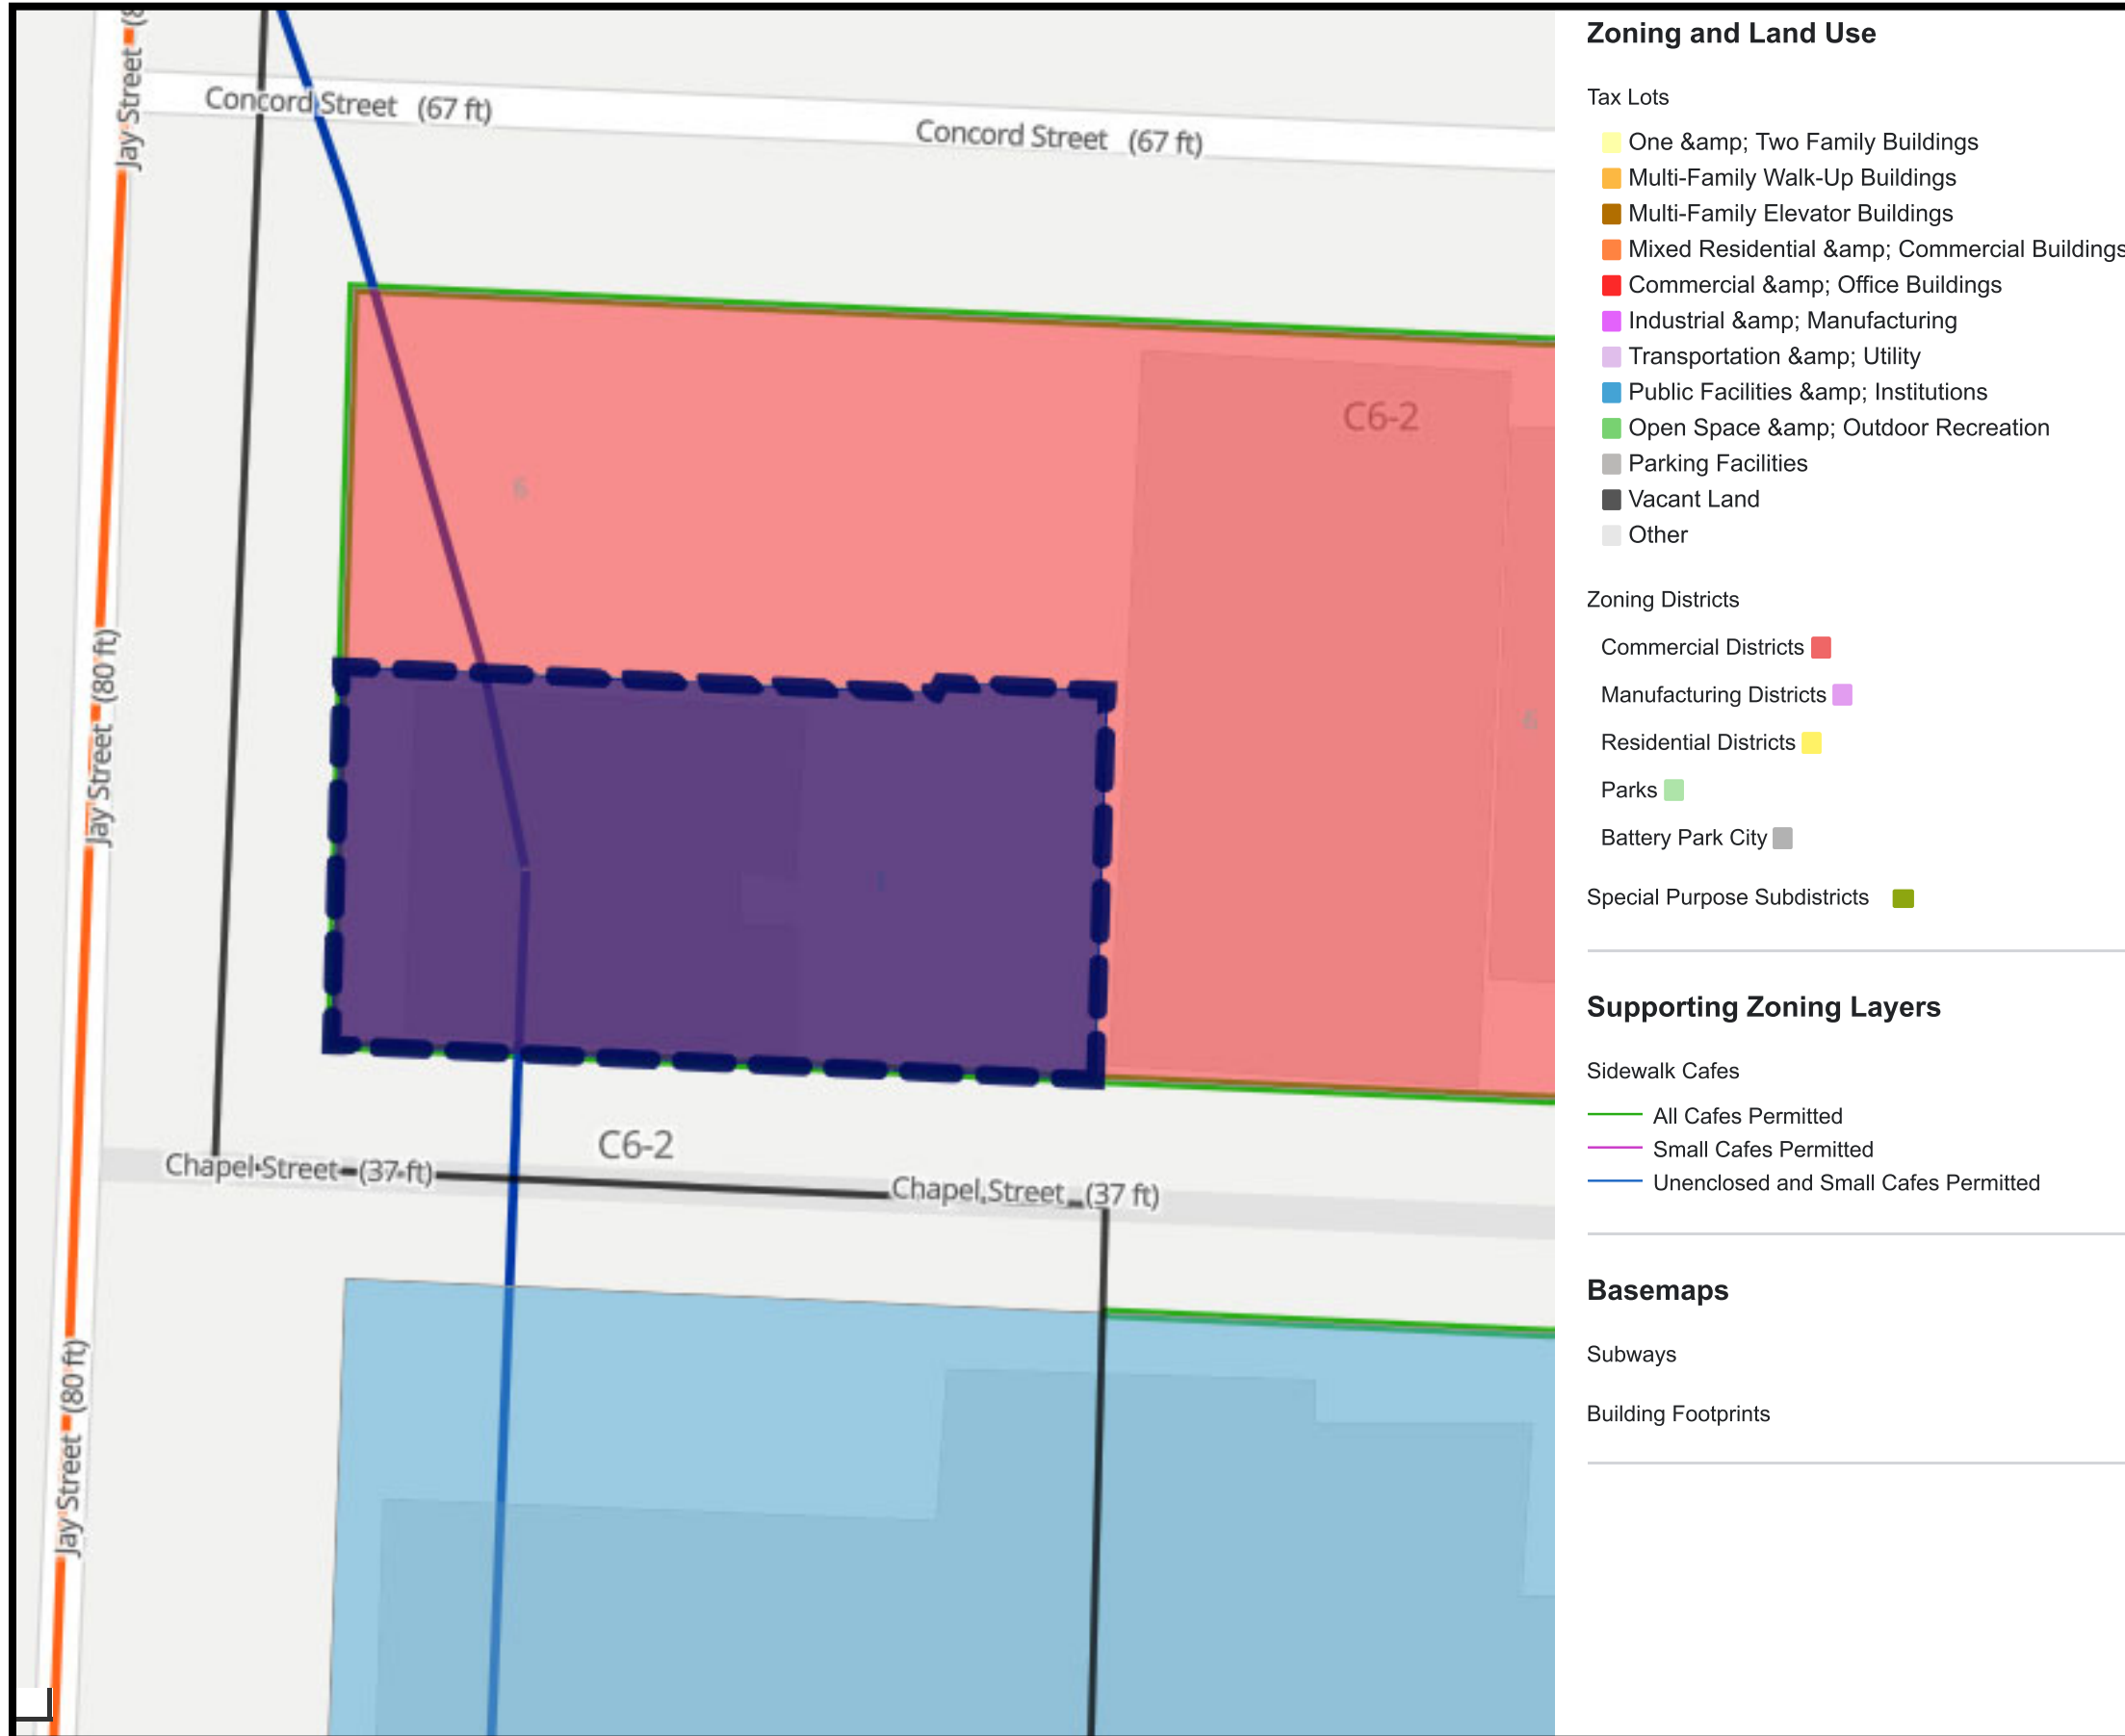 Jay Street (8
Concord Street (67 ft)
Concord Street (67 ft)
C6-2
6
6
Jay Street (80 ft)
1
C6-2
Chapel Street (37 ft)
Chapel Street (37 ft)
Jay Street (80 ft)
Zoning and Land Use
Tax Lots
One &amp; Two Family Buildings
Multi-Family Walk-Up Buildings
Multi-Family Elevator Buildings
Mixed Residential &amp; Commercial Buildings
Commercial &amp; Office Buildings
Industrial &amp; Manufacturing
Transportation &amp; Utility
Public Facilities &amp; Institutions
Open Space &amp; Outdoor Recreation
Parking Facilities
Vacant Land
Other
Zoning Districts
Commercial Districts
Manufacturing Districts
Residential Districts
Parks
Battery Park City
Special Purpose Subdistricts
Supporting Zoning Layers
Sidewalk Cafes
All Cafes Permitted
Small Cafes Permitted
Unenclosed and Small Cafes Permitted
Basemaps
Subways
Building Footprints